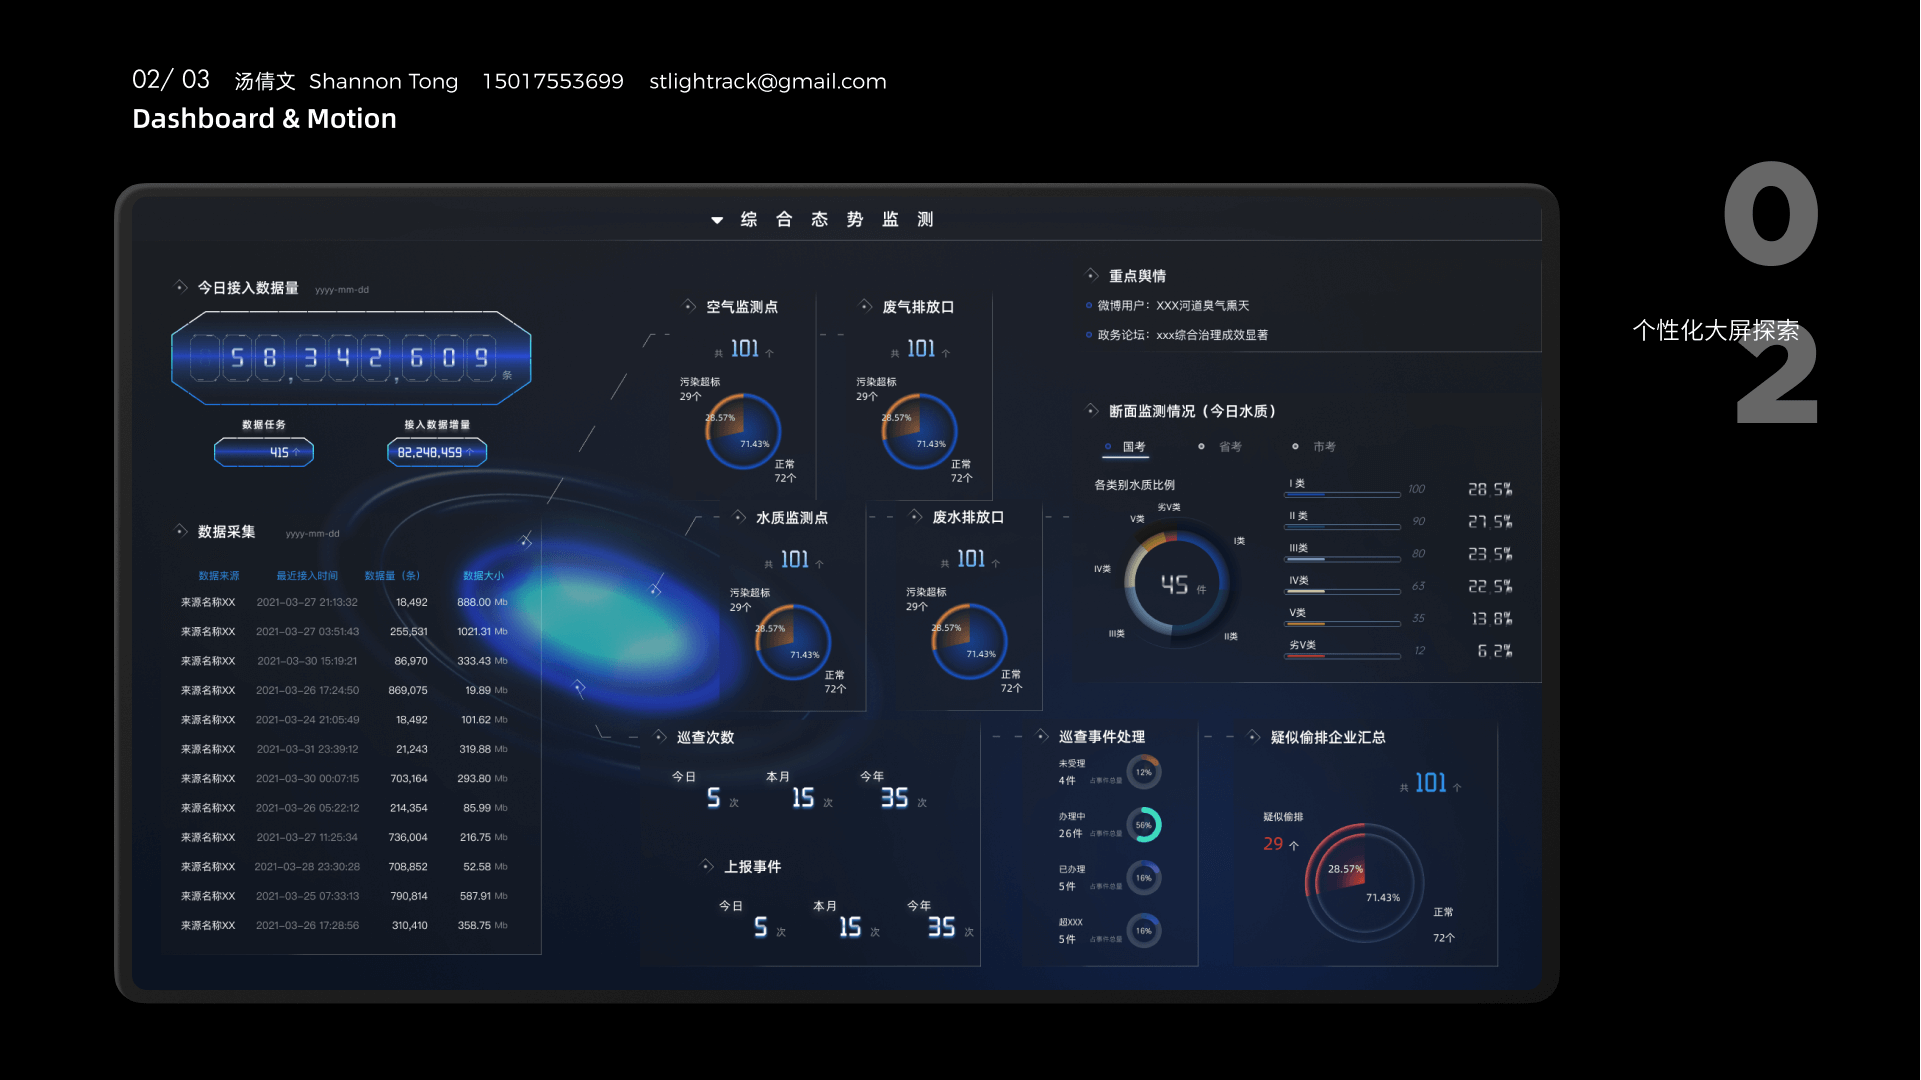 02/ 03 汤倩文 Shannon Tong 15017553699 stlightrack@gmail.com
Dashboard & Motion
02
个性化大屏探索
综合态势监测
今日接入数据量 yyyy-mm-dd
58,342,609 条
数据任务 接入数据增量
415 个 82,248,459 个
数据采集 yyyy-mm-dd
数据来源 最近接入时间 数据量（条） 数据大小
来源名称XX 2021-03-27 21:13:32 18,492 888.00 Mb
来源名称XX 2021-03-27 03:51:43 255,531 1021.31 Mb
来源名称XX 2021-03-30 15:19:21 86,970 333.43 Mb
来源名称XX 2021-03-26 17:24:50 869,075 19.89 Mb
来源名称XX 2021-03-24 21:05:49 18,492 101.62 Mb
来源名称XX 2021-03-31 23:39:12 21,243 319.88 Mb
来源名称XX 2021-03-30 00:07:15 703,164 293.80 Mb
来源名称XX 2021-03-26 05:22:12 214,354 85.99 Mb
来源名称XX 2021-03-27 11:25:34 736,004 216.75 Mb
来源名称XX 2021-03-28 23:30:28 708,852 52.58 Mb
来源名称XX 2021-03-25 07:33:13 790,814 587.91 Mb
来源名称XX 2021-03-26 17:28:56 310,410 358.75 Mb
空气监测点
共 101 个
污染超标
29个
28.57%
71.43%
正常
72个
废气排放口
共 101 个
污染超标
29个
28.57%
71.43%
正常
72个
水质监测点
共 101 个
污染超标
29个
28.57%
71.43%
正常
72个
废水排放口
共 101 个
污染超标
29个
28.57%
71.43%
正常
72个
重点舆情
微博用户：XXX河道臭气熏天
政务论坛：xxx综合治理成效显著
断面监测情况（今日水质）
国考 省考 市考
各类别水质比例
劣V类
V类
I类
IV类
45 件
III类
II类
I 类 100 28.5%
II 类 90 27.5%
III类 80 23.5%
IV类 63 22.5%
V类 35 13.8%
劣V类 12 6.2%
巡查次数
今日 本月 今年
5 次 15 次 35 次
上报事件
今日 本月 今年
5 次 15 次 35 次
巡查事件处理
未受理
4件 占事件总量 12%
办理中
26件 占事件总量 56%
已办理
5件 占事件总量 16%
超XXX
5件 占事件总量 16%
疑似偷排企业汇总
共 101 个
疑似偷排
29 个
28.57%
71.43%
正常
72个